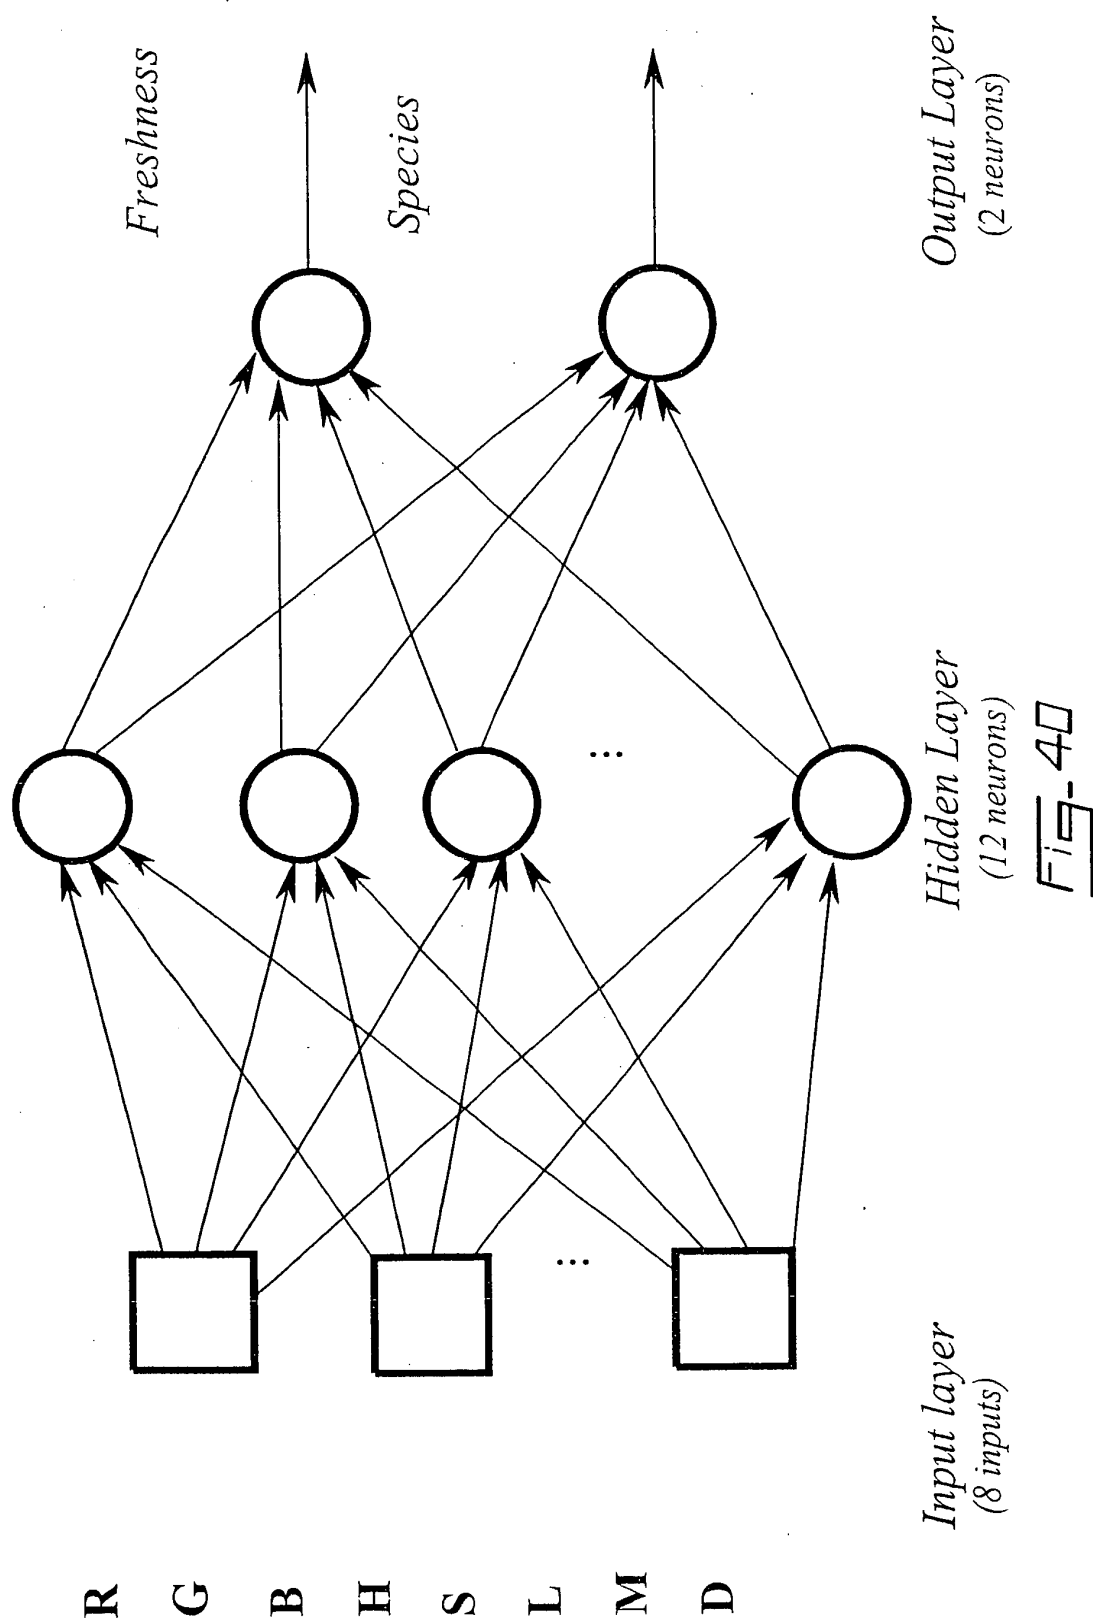 R
G
B
H
S
L
M
D
...
...
Freshness
Species
Input layer
(8 inputs)
Hidden Layer
(12 neurons)
Output Layer
(2 neurons)
Fig-40